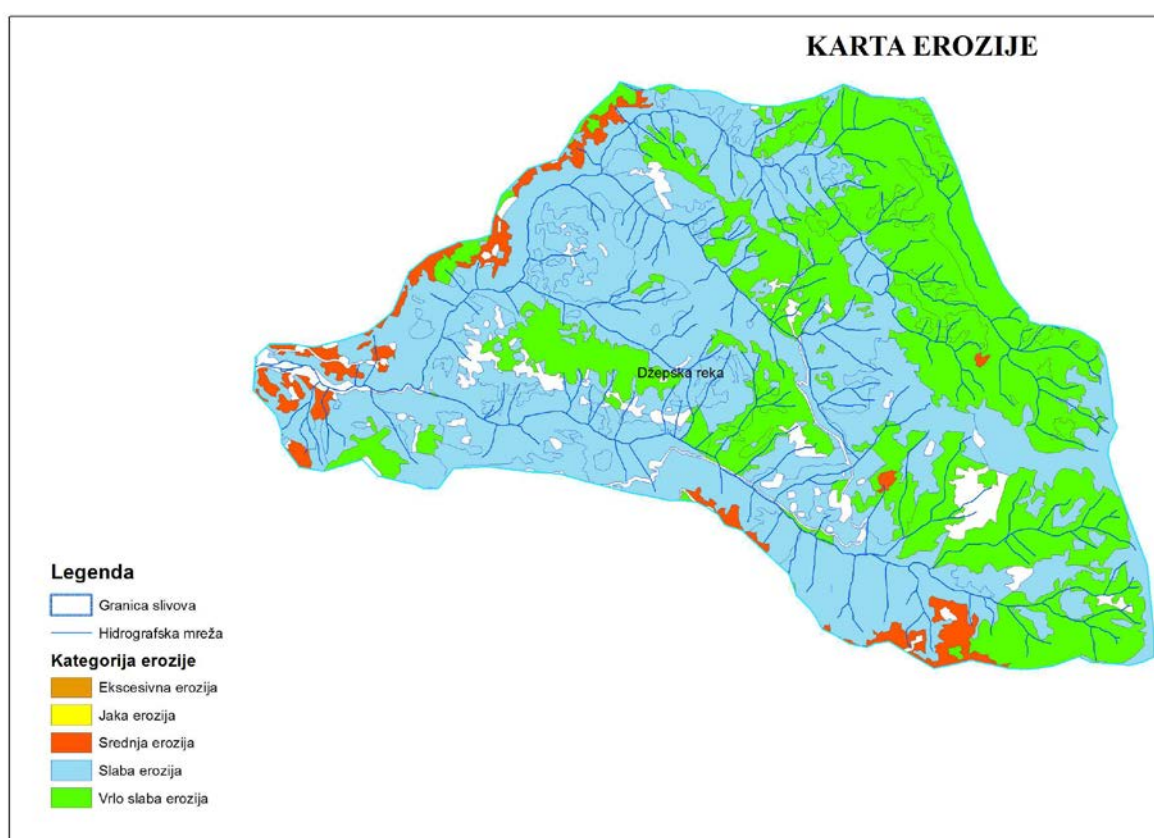 KARTA EROZIJE
Džepska reka
Legenda
Granica slivova
Hidrografska mreža
Kategorija erozije
Ekscesivna erozija
Jaka erozija
Srednja erozija
Slaba erozija
Vrlo slaba erozija